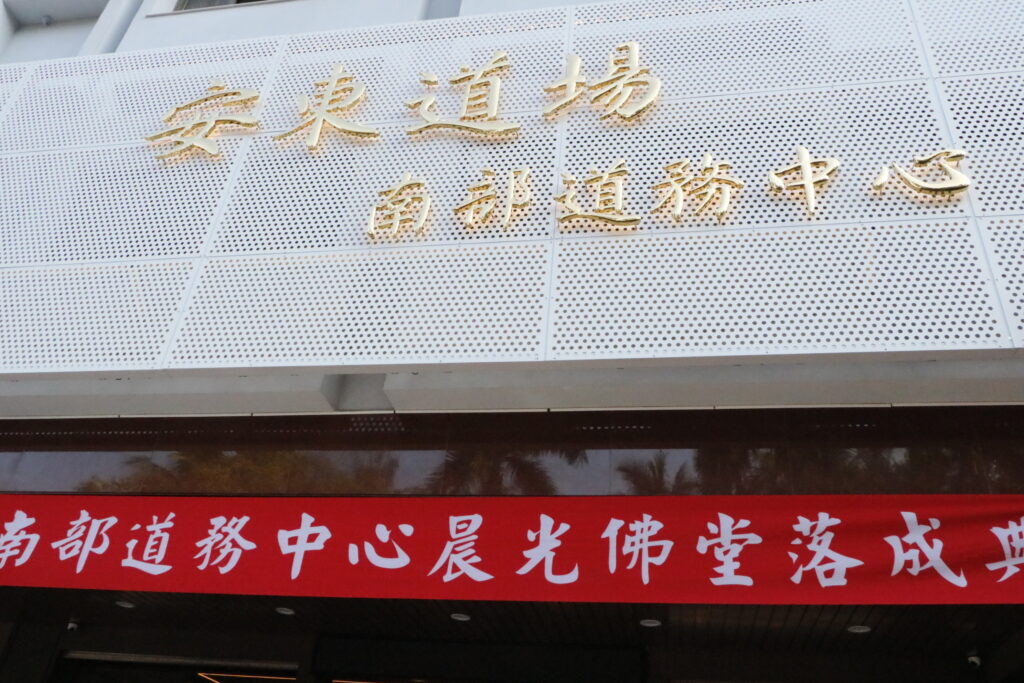 安東道場
南部道務中心
南部道務中心晨光佛堂落成典